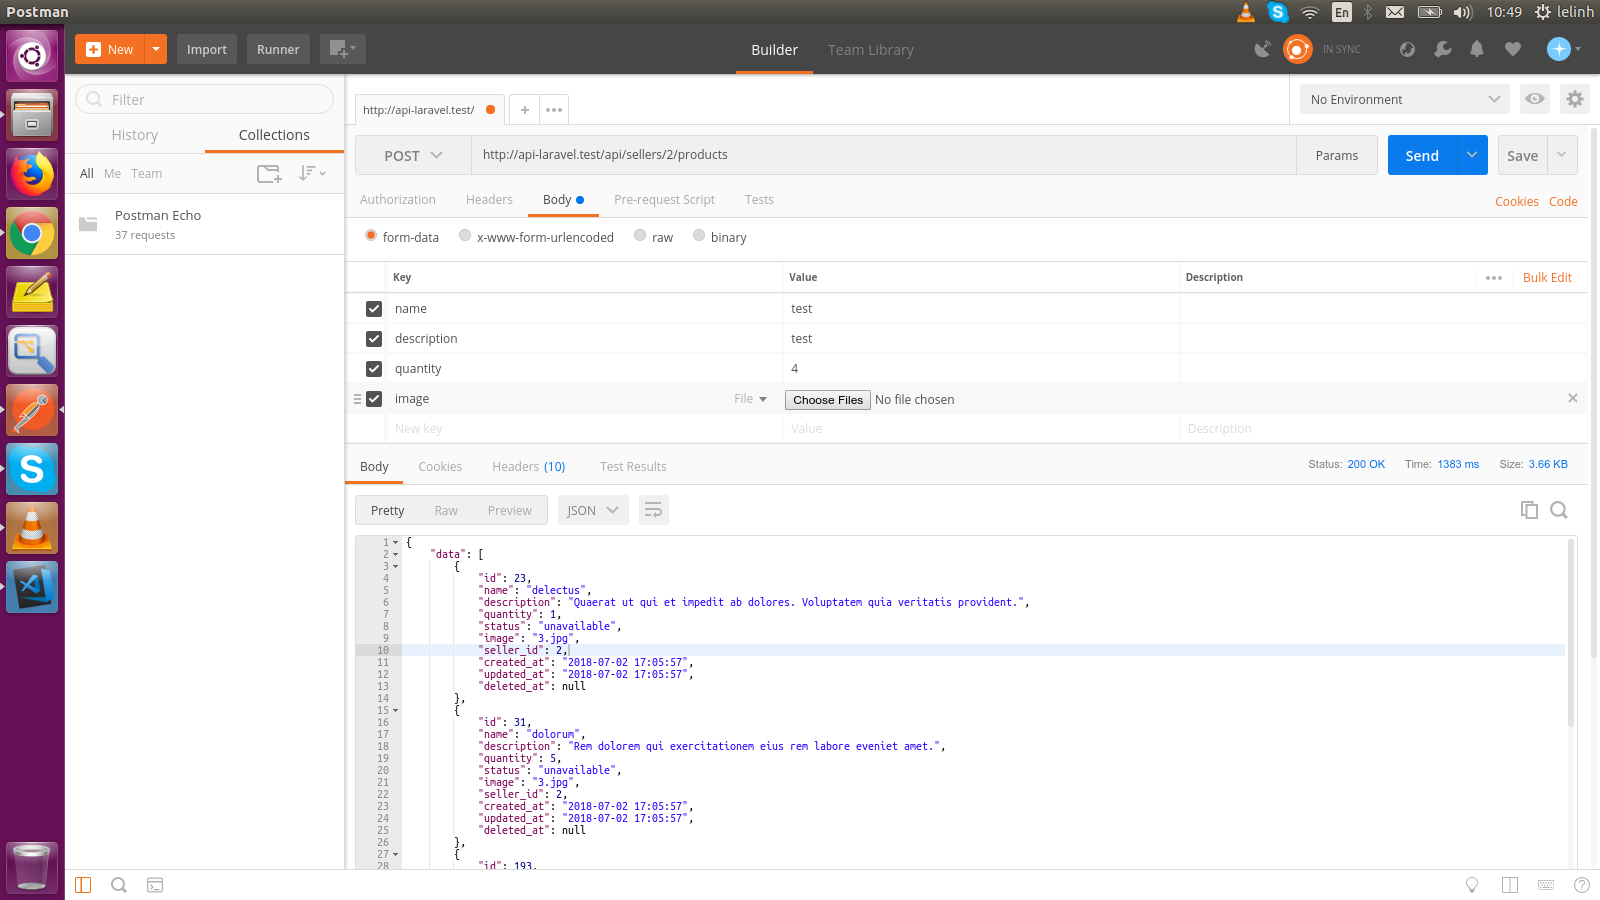 Postman
En
10:49
lelinh
New
Import
Runner
Builder
Team Library
IN SYNC
Filter
History
Collections
All
Me
Team
Postman Echo
37 requests
http://api-laravel.test/
+
No Environment
POST
http://api-laravel.test/api/sellers/2/products
Params
Send
Save
Authorization
Headers
Body
Pre-request Script
Tests
Cookies
Code
form-data
x-www-form-urlencoded
raw
binary
Key
Value
Description
Bulk Edit
name
test
description
test
quantity
4
image
File
Choose Files
No file chosen
New key
Value
Description
Body
Cookies
Headers (10)
Test Results
Status: 200 OK
Time: 1383 ms
Size: 3.66 KB
Pretty
Raw
Preview
JSON
1 {
2 "data": [
3 {
4 "id": 23,
5 "name": "delectus",
6 "description": "Quaerat ut qui et impedit ab dolores. Voluptatem quia veritatis provident.",
7 "quantity": 1,
8 "status": "unavailable",
9 "image": "3.jpg",
10 "seller_id": 2,
11 "created_at": "2018-07-02 17:05:57",
12 "updated_at": "2018-07-02 17:05:57",
13 "deleted_at": null
14 },
15 {
16 "id": 31,
17 "name": "dolorum",
18 "description": "Rem dolorem qui exercitationem eius rem labore eveniet amet.",
19 "quantity": 5,
20 "status": "unavailable",
21 "image": "3.jpg",
22 "seller_id": 2,
23 "created_at": "2018-07-02 17:05:57",
24 "updated_at": "2018-07-02 17:05:57",
25 "deleted_at": null
26 },
27 {
28 "id": 193,